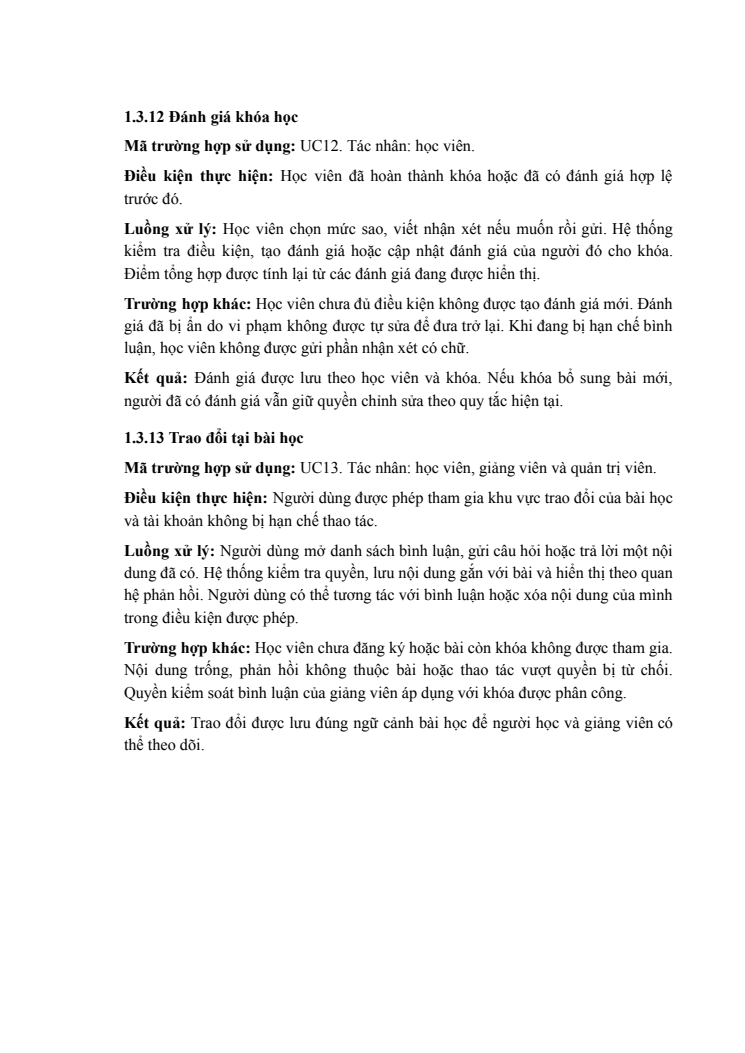 1.3.12 Đánh giá khóa học
Mã trường hợp sử dụng: UC12. Tác nhân: học viên.
Điều kiện thực hiện: Học viên đã hoàn thành khóa hoặc đã có đánh giá hợp lệ
trước đó.
Luồng xử lý: Học viên chọn mức sao, viết nhận xét nếu muốn rồi gửi. Hệ thống
kiểm tra điều kiện, tạo đánh giá hoặc cập nhật đánh giá của người đó cho khóa.
Điểm tổng hợp được tính lại từ các đánh giá đang được hiển thị.
Trường hợp khác: Học viên chưa đủ điều kiện không được tạo đánh giá mới. Đánh
giá đã bị ẩn do vi phạm không được tự sửa để đưa trở lại. Khi đang bị hạn chế bình
luận, học viên không được gửi phần nhận xét có chữ.
Kết quả: Đánh giá được lưu theo học viên và khóa. Nếu khóa bổ sung bài mới,
người đã có đánh giá vẫn giữ quyền chỉnh sửa theo quy tắc hiện tại.
1.3.13 Trao đổi tại bài học
Mã trường hợp sử dụng: UC13. Tác nhân: học viên, giảng viên và quản trị viên.
Điều kiện thực hiện: Người dùng được phép tham gia khu vực trao đổi của bài học
và tài khoản không bị hạn chế thao tác.
Luồng xử lý: Người dùng mở danh sách bình luận, gửi câu hỏi hoặc trả lời một nội
dung đã có. Hệ thống kiểm tra quyền, lưu nội dung gắn với bài và hiển thị theo quan
hệ phản hồi. Người dùng có thể tương tác với bình luận hoặc xóa nội dung của mình
trong điều kiện được phép.
Trường hợp khác: Học viên chưa đăng ký hoặc bài còn khóa không được tham gia.
Nội dung trống, phản hồi không thuộc bài hoặc thao tác vượt quyền bị từ chối.
Quyền kiểm soát bình luận của giảng viên áp dụng với khóa được phân công.
Kết quả: Trao đổi được lưu đúng ngữ cảnh bài học để người học và giảng viên có
thể theo dõi.